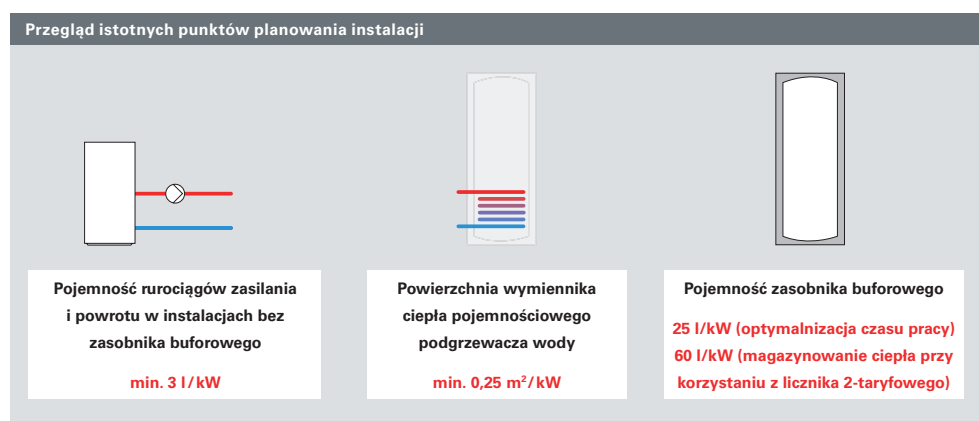 Przegląd istotnych punktów planowania instalacji
Pojemność rurociągów zasilania
i powrotu w instalacjach bez
zasobnika buforowego
min. 3 l/kW
Powierzchnia wymiennika
ciepła pojemnościowego
podgrzewacza wody
min. 0,25 m²/kW
Pojemność zasobnika buforowego
25 l/kW (optymalnizacja czasu pracy)
60 l/kW (magazynowanie ciepła przy
korzystaniu z licznika 2-taryfowego)